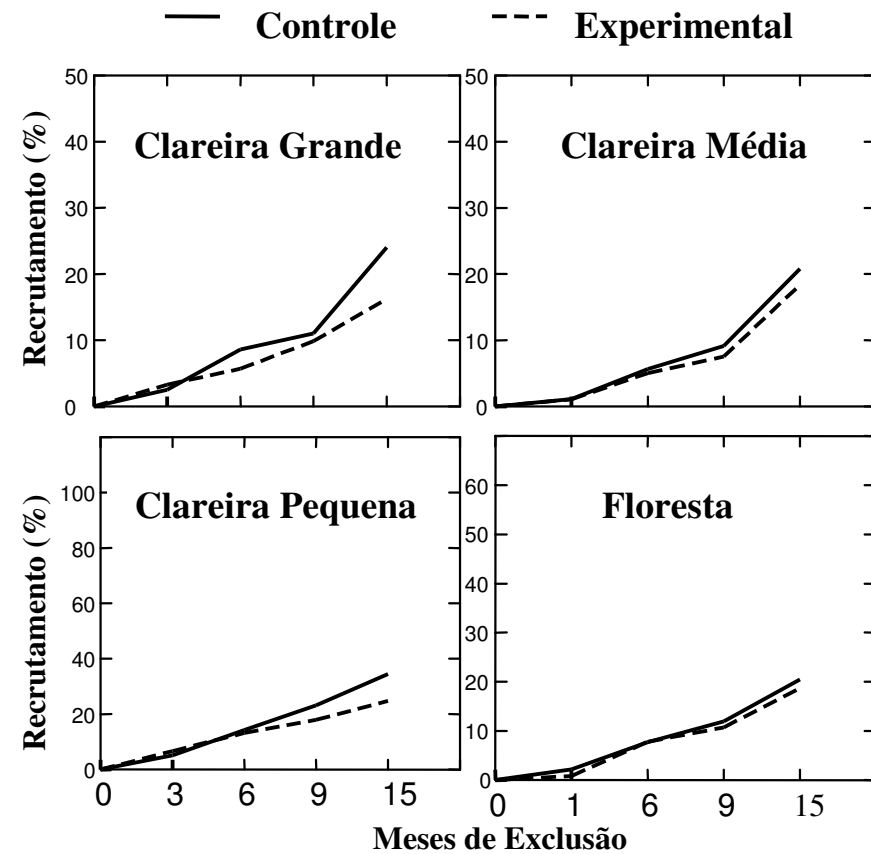 Controle Experimental
Clareira Grande
Recrutamento (%)
50
40
30
20
10
0
Clareira Média
50
40
30
20
10
0
Clareira Pequena
Recrutamento (%)
100
80
60
40
20
0
0 3 6 9 15
Floresta
60
50
40
30
20
10
0
0 1 6 9 15
Meses de Exclusão